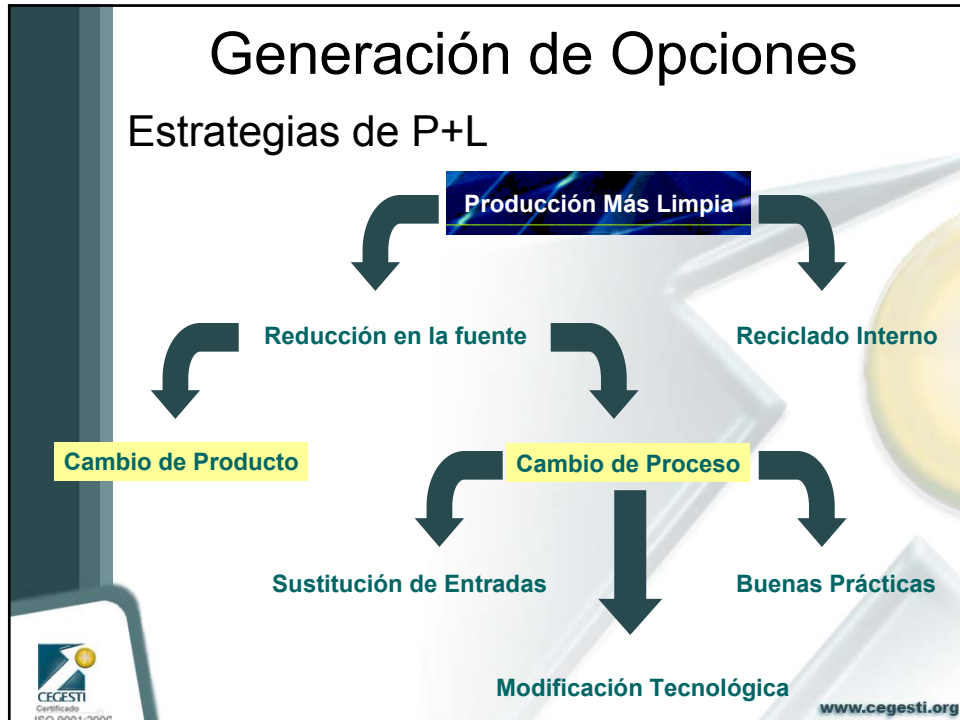 Generación de Opciones
Estrategias de P+L
Producción Más Limpia
Reducción en la fuente
Reciclado Interno
Cambio de Producto
Cambio de Proceso
Sustitución de Entradas
Buenas Prácticas
Modificación Tecnológica
CEGESTI
Certificado
www.cegesti.org